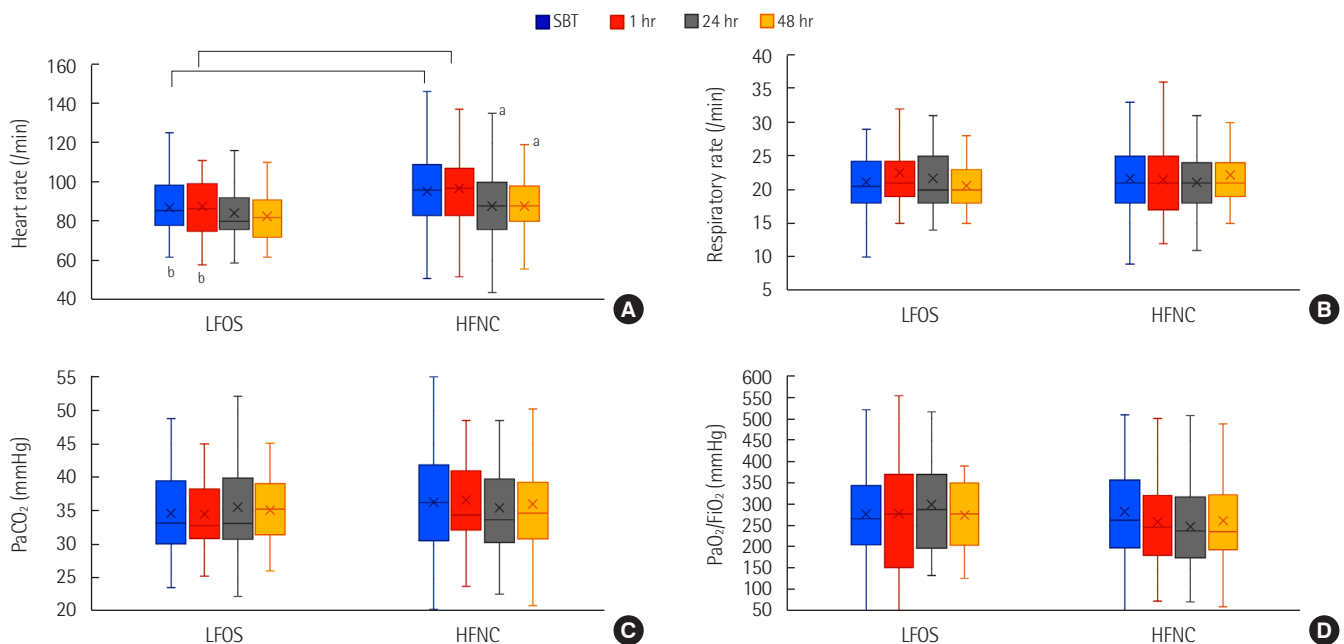 SBT 1 hr 24 hr 48 hr
Heart rate (/min)
160
140
120
100
80
60
40
a
a
b
b
LFOS HFNC
A
Respiratory rate (/min)
40
35
30
25
20
15
10
5
LFOS HFNC
B
PaCO₂ (mmHg)
55
50
45
40
35
30
25
20
LFOS HFNC
C
PaO₂/FiO₂ (mmHg)
600
550
500
450
400
350
300
250
200
150
100
50
LFOS HFNC
D